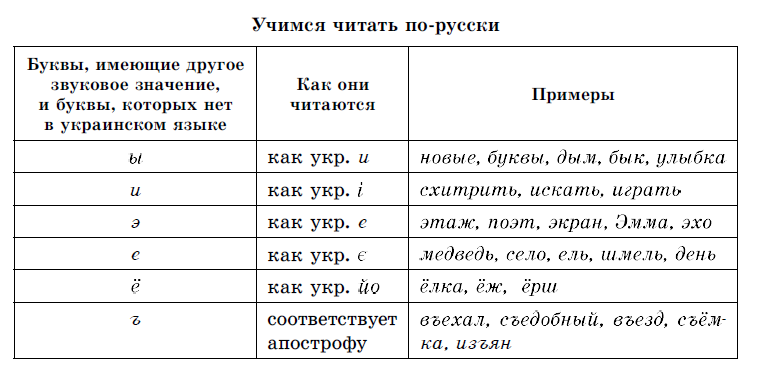 Учимся читать по-русски
Буквы, имеющие другое
звуковое значение,
и буквы, которых нет
в украинском языке
Как они
читаются
Примеры
ы как укр. и новые, буквы, дым, бык, улыбка
и как укр. і схитрить, искать, играть
э как укр. е этаж, поэт, экран, Эмма, эхо
е как укр. є медведь, село, ель, шмель, день
ё как укр. йо ёлка, ёж, ёрш
ъ соответствует въехал, съедобный, въезд, съём-
апострофу ка, изъян